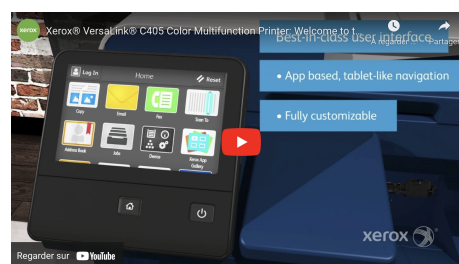 xerox
Xerox® VersaLink® C405 Color Multifunction Printer: Welcome to t
Best-in-class user interface
À regarder
Partager
• App based, tablet-like navigation
• Fully customizable
Log In
Home
Reset
Copy
Email
Fax
Scan To
Address Book
Jobs
Device
Xerox App
Gallery
xerox
Regarder sur YouTube